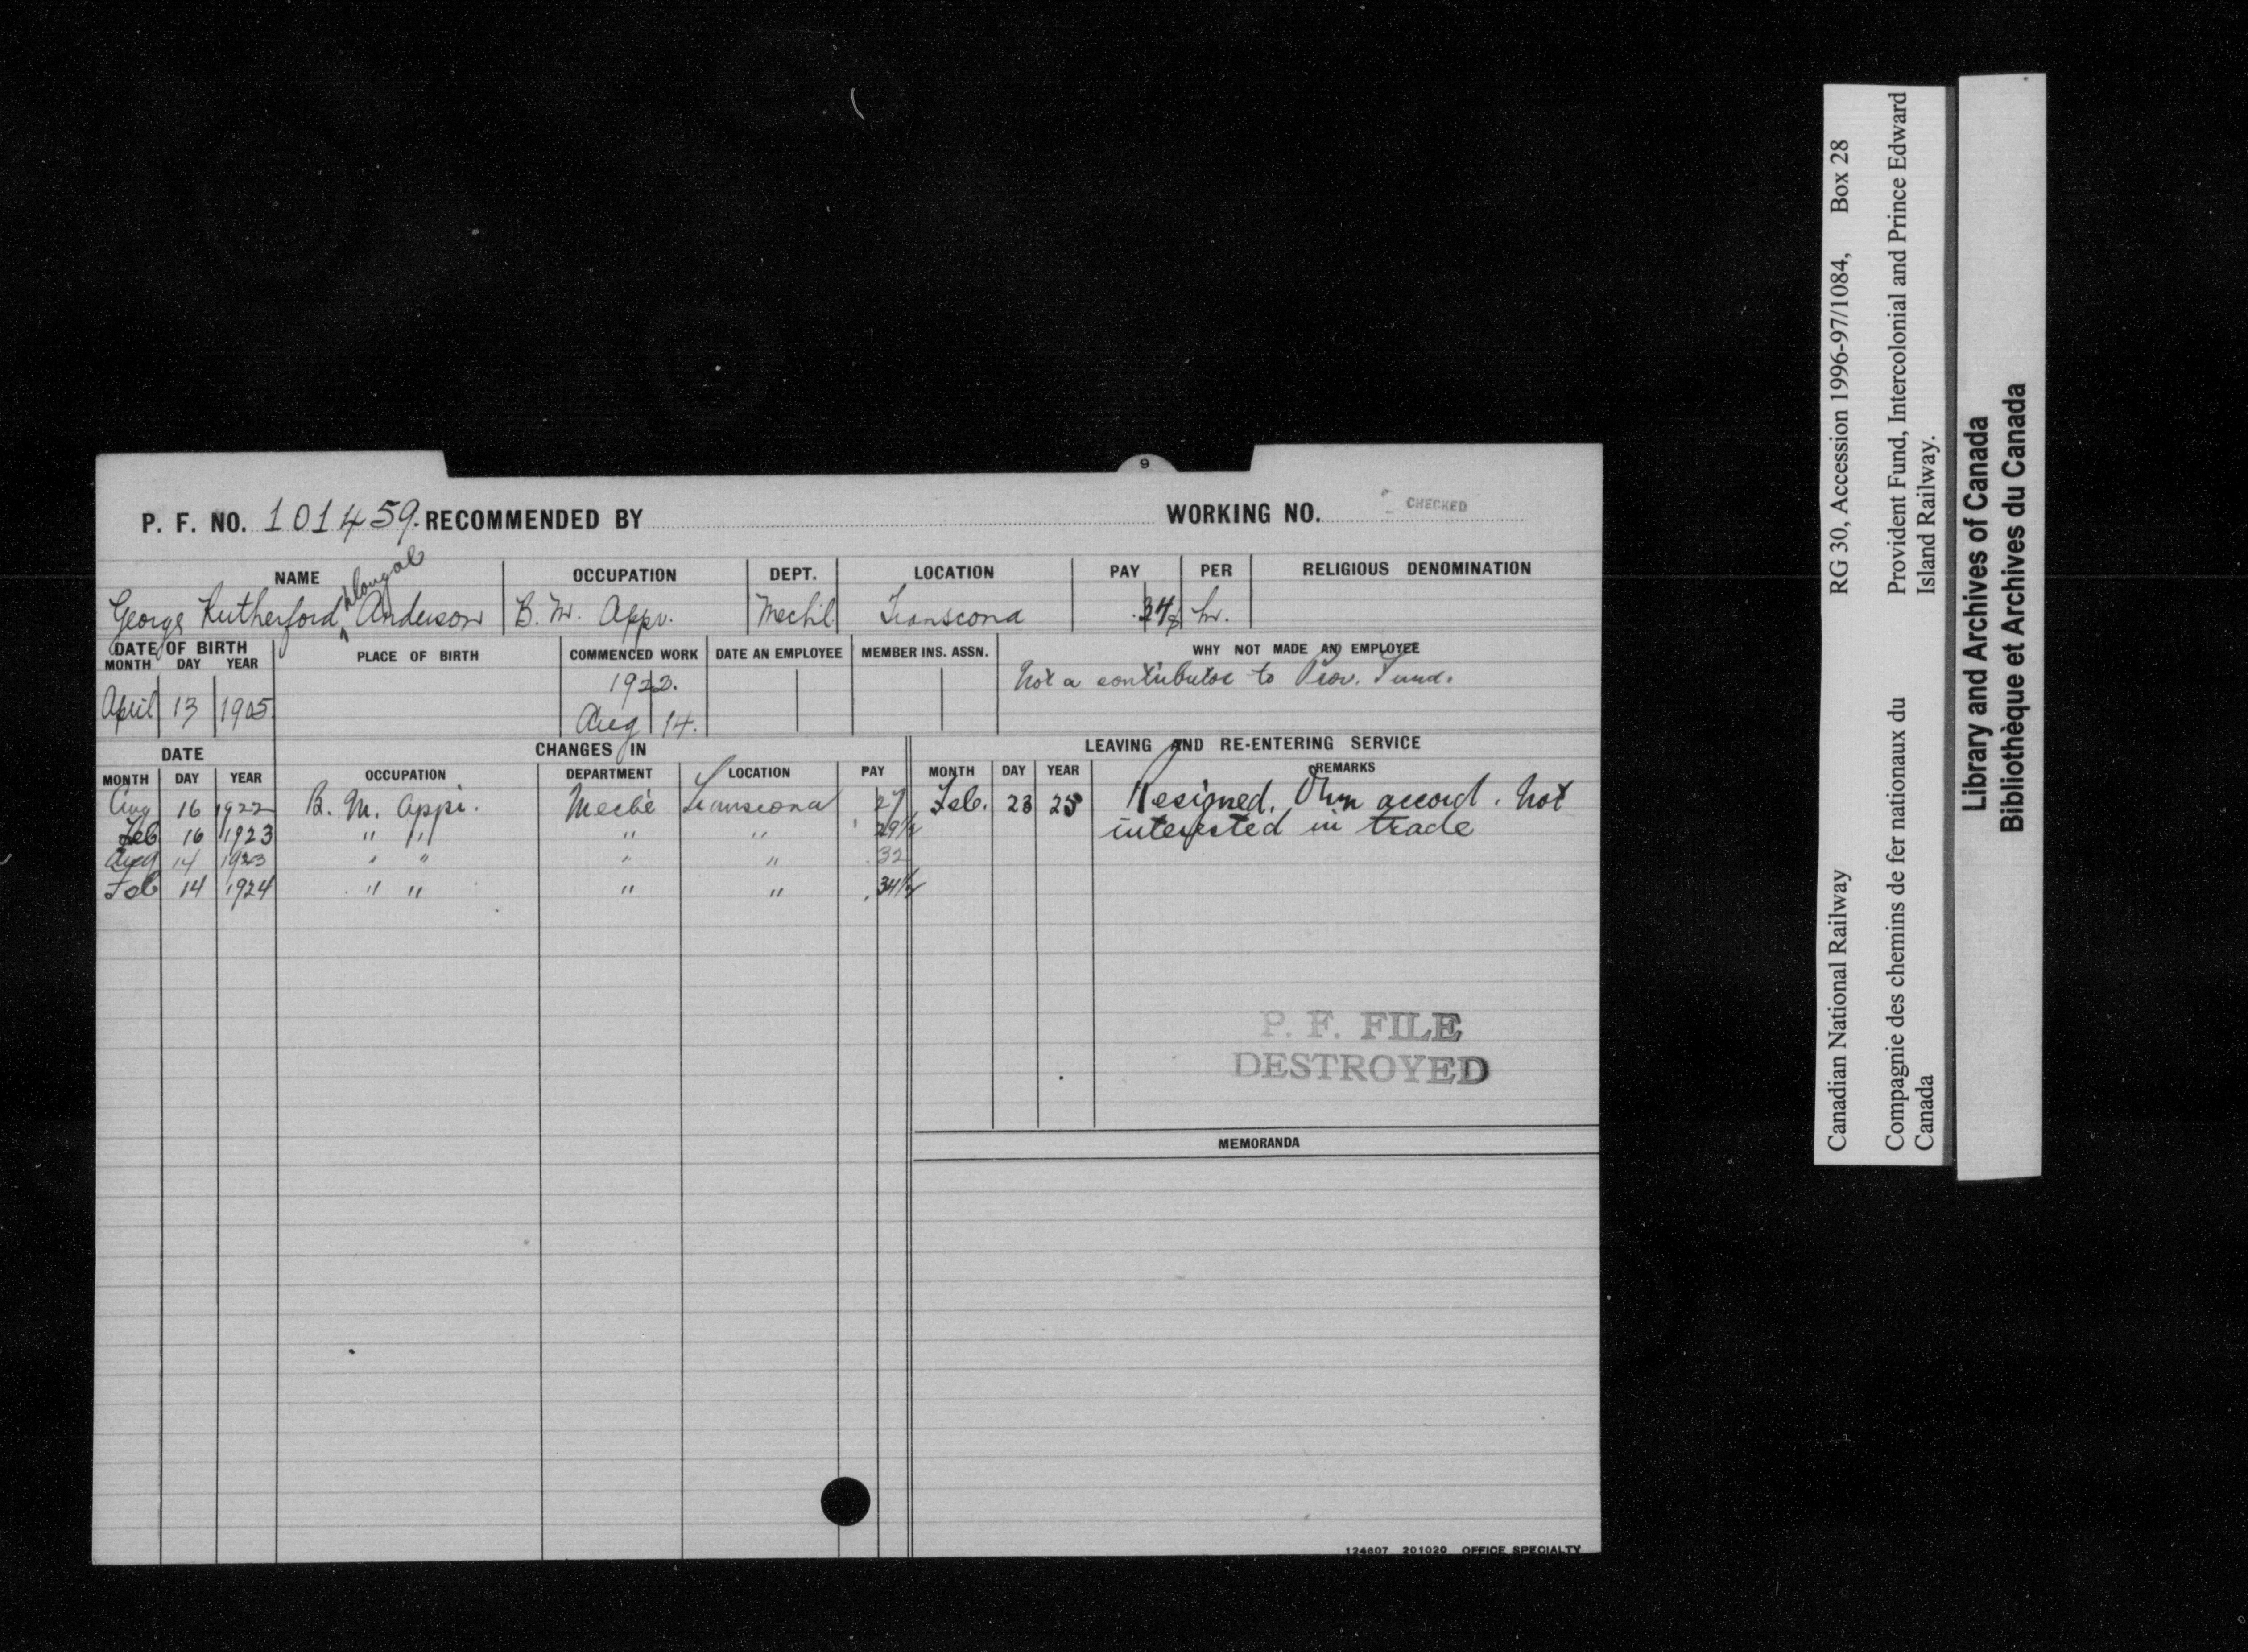 9
P. F. NO. 101459. RECOMMENDED BY WORKING NO. CHECKED
NAME OCCUPATION DEPT. LOCATION PAY PER RELIGIOUS DENOMINATION
George Rutherford Anderson B. M. Appr. Mech'l Transcona .34½ hr.
DATE OF BIRTH PLACE OF BIRTH COMMENCED WORK DATE AN EMPLOYEE MEMBER INS. ASSN. WHY NOT MADE AN EMPLOYEE
MONTH DAY YEAR
1922. Not a contributor to Prov. Fund.
April 13 1905
Aug 14.
DATE CHANGES IN LEAVING AND RE-ENTERING SERVICE
MONTH DAY YEAR OCCUPATION DEPARTMENT LOCATION PAY MONTH DAY YEAR REMARKS
Aug 16 1922 B. M. Appr. Mech'l Transcona 27 Feb. 23 25 Resigned. Own accord. Not
Feb 16 1923 " " " " 29½ interested in trade
Aug 14 1923 " " " " .32
Feb 14 1924 " " " " .34½
P. F. FILE
DESTROYED
MEMORANDA
124607 201020 OFFICE SPECIALTY
Canadian National Railway RG 30, Accession 1996-97/1084, Box 28
Compagnie des chemins de fer nationaux du Provident Fund, Intercolonial and Prince Edward
Canada Island Railway.
Library and Archives of Canada
Bibliothèque et Archives du Canada